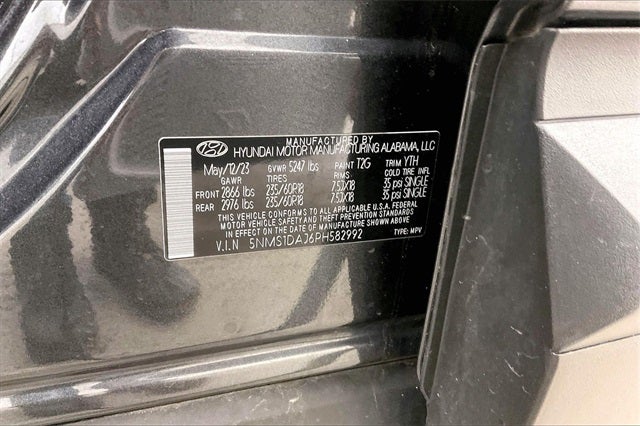 MANUFACTURED BY
HYUNDAI MOTOR MANUFACTURING ALABAMA, LLC
May/12/23 GVWR 5247 lbs PAINT T2G TRIM YTH
GAWR TIRES RIMS COLD TIRE INFL
FRONT 2866 lbs 235/60R18 7.5JX18 35 psi SINGLE
REAR 2976 lbs 235/60R18 7.5JX18 35 psi SINGLE
THIS VEHICLE CONFORMS TO ALL APPLICABLE U.S.A. FEDERAL
MOTOR VEHICLE SAFETY AND THEFT PREVENTION STANDARDS
IN EFFECT ON THE DATE OF MANUFACTURE SHOWN ABOVE.
V.I.N 5NMS1DAJ6PH582992 TYPE: MPV